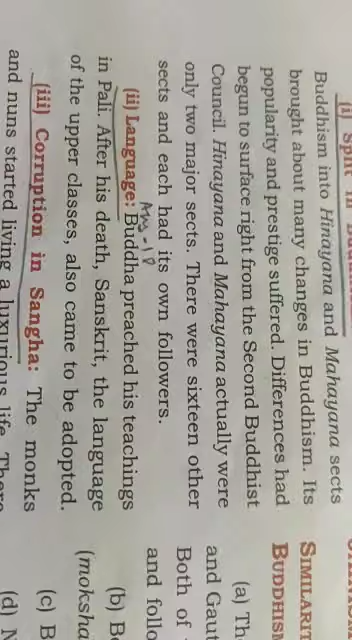 (i) Split in
Buddhism into Hinayana and Mahayana sects
brought about many changes in Buddhism. Its
popularity and prestige suffered. Differences had
begun to surface right from the Second Buddhist
Council. Hinayana and Mahayana actually were
only two major sects. There were sixteen other
sects and each had its own followers.
(ii) Language: Buddha preached his teachings
in Pali. After his death, Sanskrit, the language
of the upper classes, also came to be adopted.
(iii) Corruption in Sangha: The monks
and nuns started living a luxurious life. There
SIMILARIT
BUDDHISM
(a) Th
and Gaut
Both of
and follo
(b) B
(moksha
(c) B
(d) N